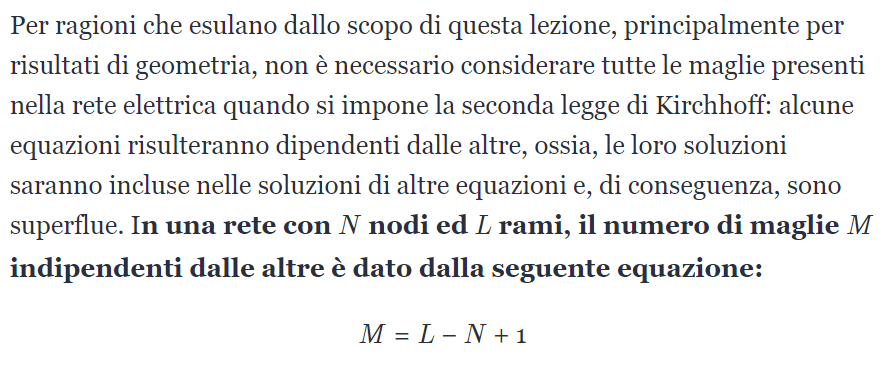 Per ragioni che esulano dallo scopo di questa lezione, principalmente per
risultati di geometria, non è necessario considerare tutte le maglie presenti
nella rete elettrica quando si impone la seconda legge di Kirchhoff: alcune
equazioni risulteranno dipendenti dalle altre, ossia, le loro soluzioni
saranno incluse nelle soluzioni di altre equazioni e, di conseguenza, sono
superflue. In una rete con N nodi ed L rami, il numero di maglie M
indipendenti dalle altre è dato dalla seguente equazione:
M = L − N + 1